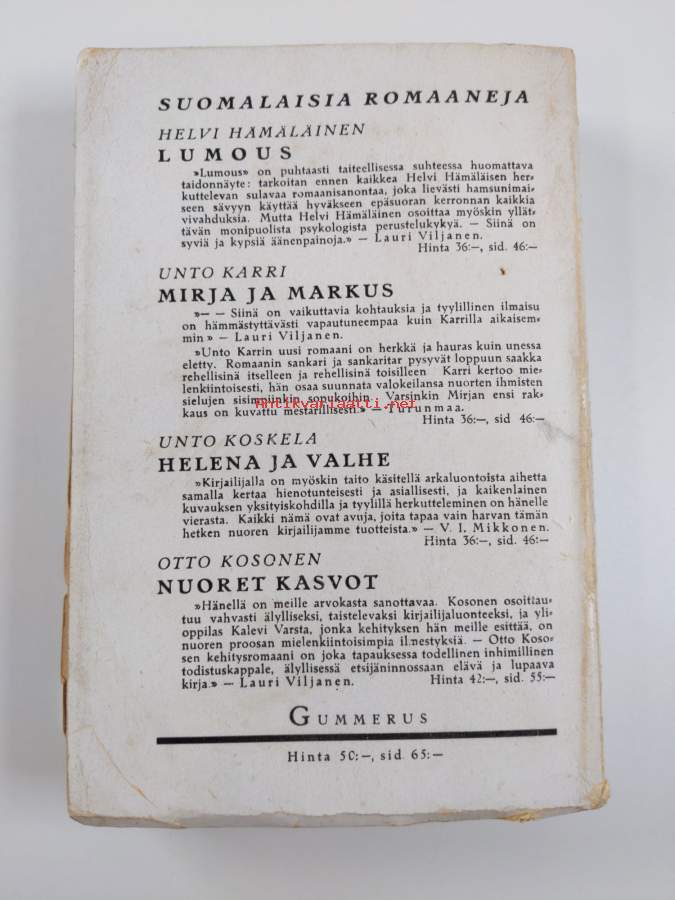 SUOMALAISIA ROMAANEJA
HELVI HÄMÄLÄINEN
LUMOUS
»Lumous» on puhtaasti taiteellisessa suhteessa huomattava
taidonnäyte: tarkoitan ennen kaikkea Helvi Hämäläisen her-
kuttelevan sulavaa romaanisanontaa, joka lievästi hamsunimai-
seen sävyyn käyttää hyväkseen epäsuoran kerronnan kaikkia
vivahduksia. Mutta Helvi Hämäläinen osoittaa myöskin yllät-
tävän monipuolista psykologista perustelukykyä. — Siinä on
syviä ja kypsiä äänenpainoja.» — Lauri Viljanen.
Hinta 36:—, sid. 46:—
UNTO KARRI
MIRJA JA MARKUS
»— — Siinä on vaikuttavia kohtauksia ja tyylillinen ilmaisu
on hämmästyttävästi vapautuneempaa kuin Karrilla aikaisem-
min» — Lauri Viljanen.
»Unto Karrin uusi romaani on herkkä ja hauras kuin unessa
eletty. Romaanin sankari ja sankaritar pysyvät loppuun saakka
rehellisinä itselleen ja rehellisinä toisilleen Karri kertoo mie-
lenkiintoisesti, hän osaa suunnata valokeilansa nuorten ihmisten
sielujen sisimpiinkin sopukoihin. Varsinkin Mirjan ensi rak-
kaus on kuvattu mestarillisesti.» — Turunmaa.
Antikvariaatti.net
Hinta 36:—, sid 46:—
UNTO KOSKELA
HELENA JA VALHE
»Kirjailijalla on myöskin taito käsitellä arkaluontoista aihetta
samalla kertaa hienotunteisesti ja asiallisesti, ja kaikenlainen
kuvauksen yksityiskohdilla ja tyylillä herkutteleminen on hänelle
vierasta. Kaikki nämä ovat avuja, joita tapaa vain harvan tämän
hetken nuoren kirjailijamme tuotteista.» — V. I. Mikkonen.
Hinta 36:—, sid. 46:—
OTTO KOSONEN
NUORET KASVOT
»Hänellä on meille arvokasta sanottavaa. Kosonen osoittau-
tuu vahvasti älylliseksi, taistelevaksi kirjailijaluonteeksi, ja yli-
oppilas Kalevi Varsta, jonka kehityksen hän meille esittää, on
nuoren proosan mielenkiintoisimpia ilmestyksiä. — Otto Koso-
sen kehitysromaani on joka tapauksessa todellinen inhimillinen
todistuskappale, älyllisessä etsijäninnossaan elävä ja lupaava
kirja.» — Lauri Viljanen. Hinta 42:—, sid. 55:—
GUMMERUS
Hinta 50:—, sid. 65:—